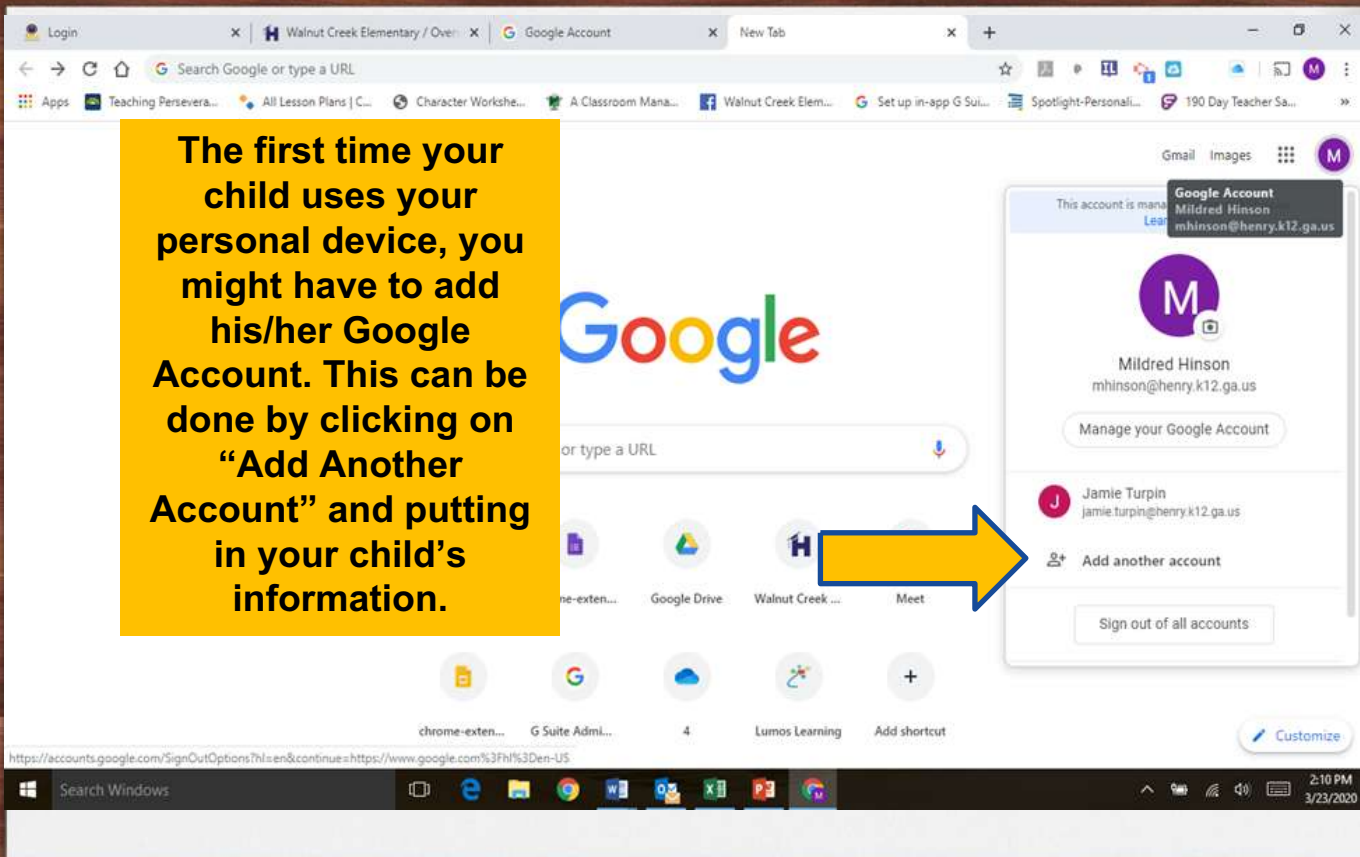 Login
Walnut Creek Elementary / Over
Google Account
New Tab
Search Google or type a URL
Apps
Teaching Persevera...
All Lesson Plans | C...
Character Workshe...
A Classroom Mana...
Walnut Creek Elem...
Set up in-app G Sui...
Spotlight-Personali...
190 Day Teacher Sa...
»
The first time your
child uses your
personal device, you
might have to add
his/her Google
Account. This can be
done by clicking on
“Add Another
Account” and putting
in your child’s
information.
Gmail Images
M
This account is mana
Lear
Google Account
Mildred Hinson
mhinson@henry.k12.ga.us
M
Mildred Hinson
mhinson@henry.k12.ga.us
Manage your Google Account
J
Jamie Turpin
jamie.turpin@henry.k12.ga.us
Add another account
Sign out of all accounts
Google
or type a URL
me-exten...
Google Drive
Walnut Creek ...
Meet
chrome-exten...
G Suite Admi...
4
Lumos Learning
Add shortcut
Customize
https://accounts.google.com/SignOutOptions?hl=en&continue=https://www.google.com%3Fhl%3Den-US
Search Windows
2:10 PM
3/23/2020